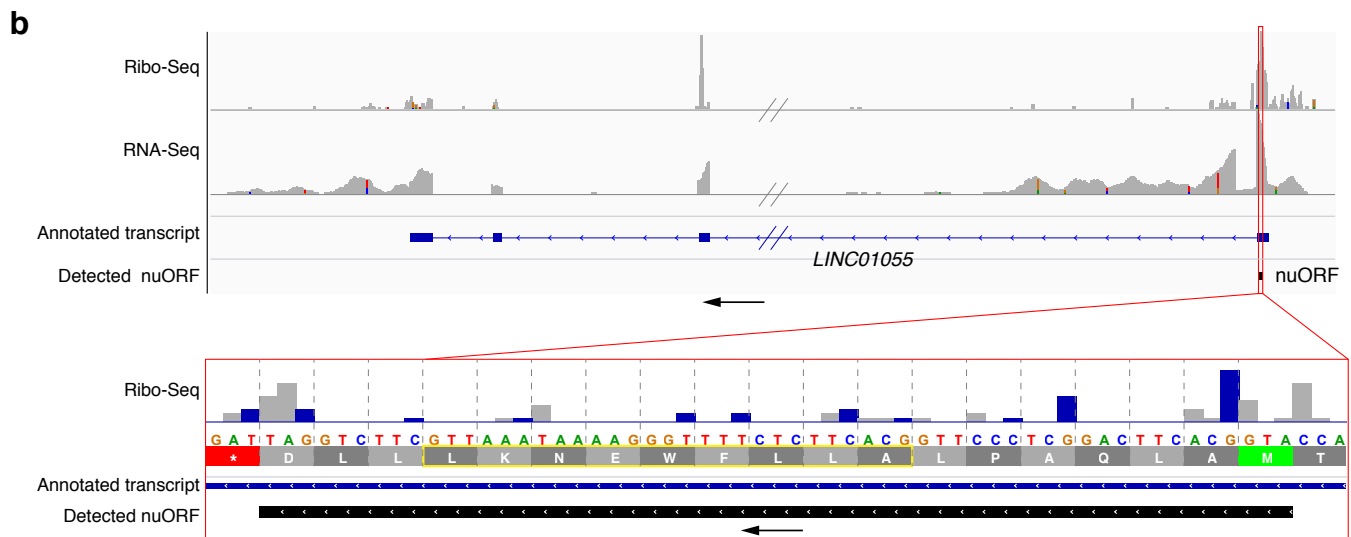 b
Ribo-Seq
RNA-Seq
Annotated transcript
LINC01055
Detected nuORF
nuORF
Ribo-Seq
G A T T A G G T C T T C G T T A A A T A A A A G G G T T T T C T C T T C A C G G T T C C C T C G G A C T T C A C G G T A C C A
* D L L L K N E W F L L A L P A Q L A M T
Annotated transcript
Detected nuORF